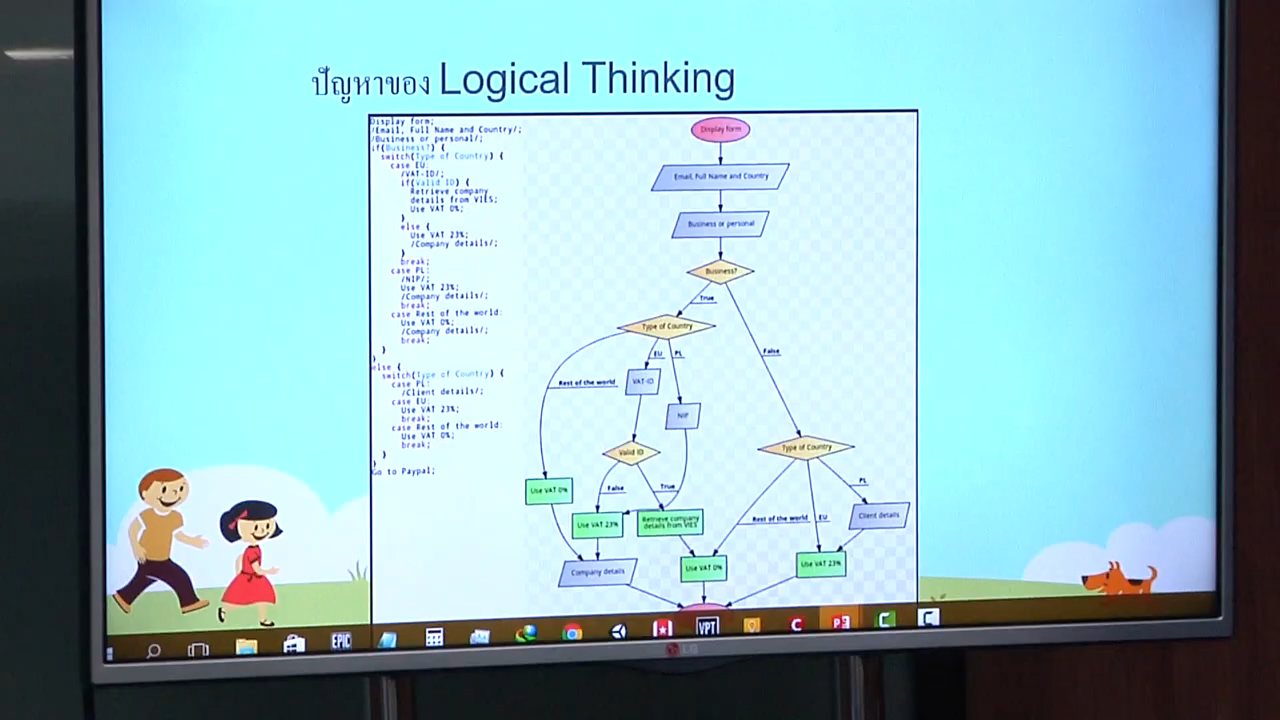 ปัญหาของ Logical Thinking
Display form;
/Email, Full Name and Country/;
/Business or personal/;
if(Business?) {
switch(Type of Country) {
case EU:
/VAT-ID/;
if(Valid ID) {
Retrieve company
details from VIES;
Use VAT 0%;
}
else {
Use VAT 23%;
/Company details/;
}
break;
case PL:
/NIP/;
Use VAT 23%;
/Company details/;
break;
case Rest of the world:
Use VAT 0%;
/Company details/;
break;
}
}
else {
switch(Type of Country) {
case PL:
/Client details/;
case EU:
Use VAT 23%;
break;
case Rest of the world:
Use VAT 0%;
break;
}
}
Go to Paypal;
Display form
Email, Full Name and Country
Business or personal
Business?
True
Type of Country
False
EU
PL
Rest of the world
VAT-ID
NIP
Valid ID
Type of Country
False
True
PL
Use VAT 0%
Use VAT 23%
Retrieve company
details from VIES
Rest of the world
EU
Client details
Company details
Use VAT 0%
Use VAT 23%
EPIC
VPT
LG